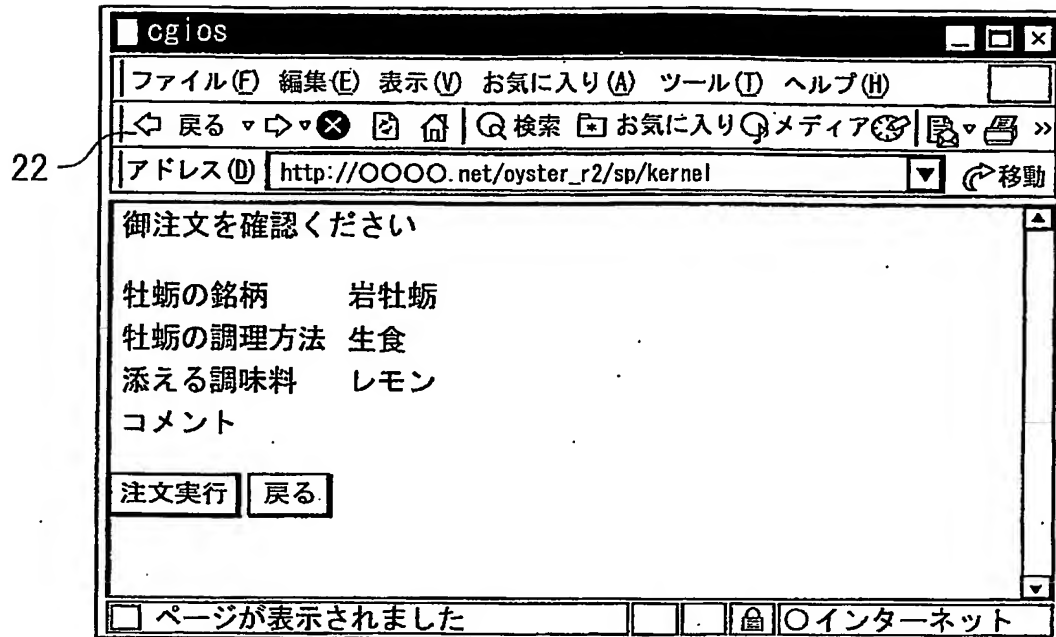 cgios
ファイル(F) 編集(E) 表示(V) お気に入り(A) ツール(T) ヘルプ(H)
戻る 検索 お気に入り メディア »
22
アドレス(D) http://○○○○.net/oyster_r2/sp/kernel 移動
御注文を確認ください
牡蛎の銘柄 岩牡蛎
牡蛎の調理方法 生食
添える調味料 レモン
コメント
注文実行 戻る
ページが表示されました ○インターネット